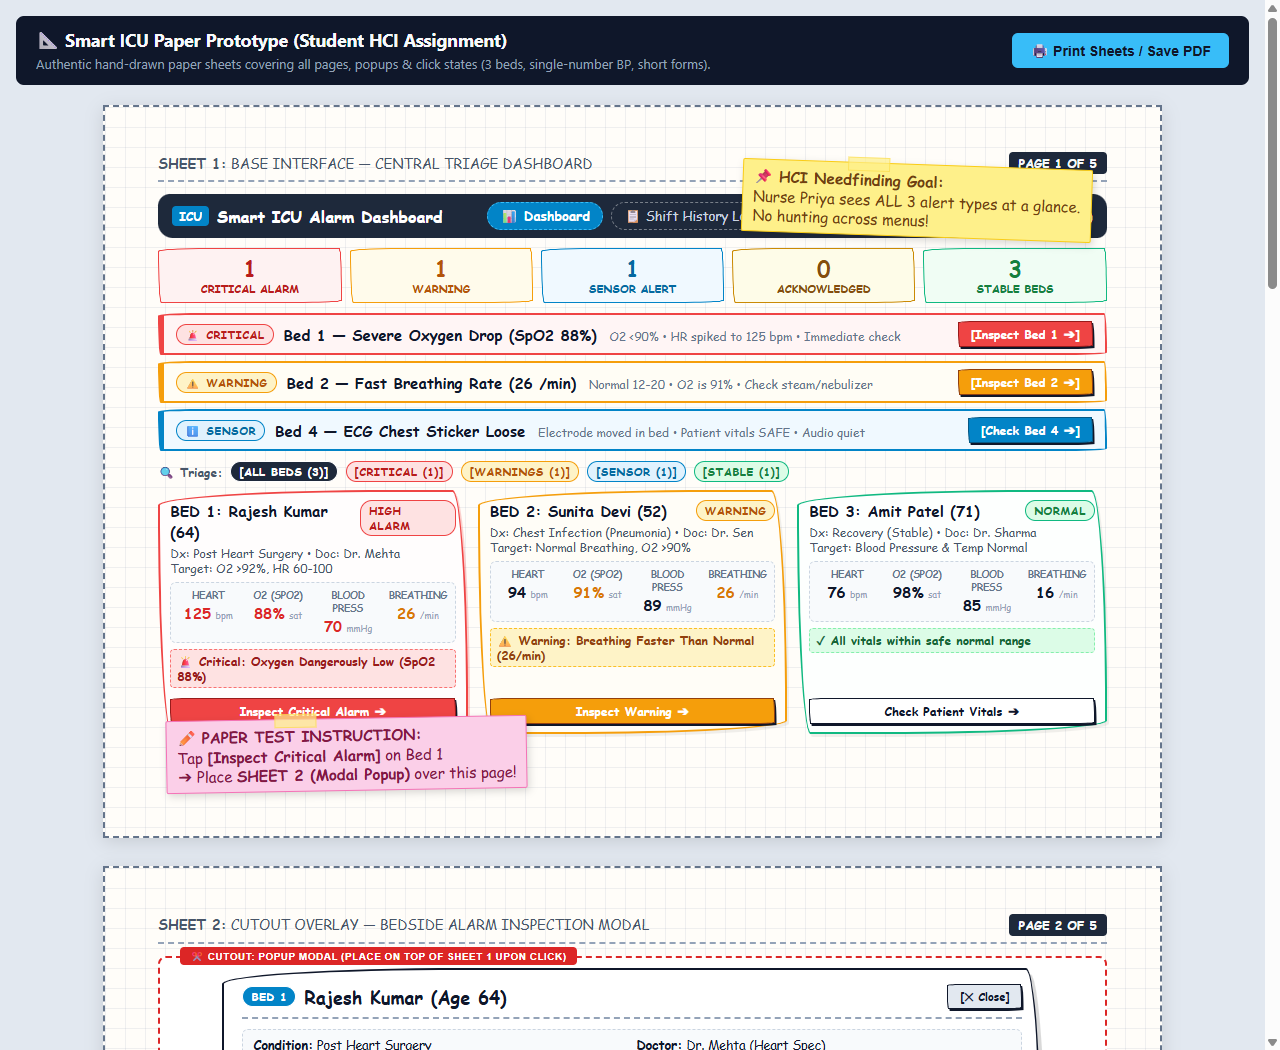 Smart ICU Paper Prototype (Student HCI Assignment)
Authentic hand-drawn paper sheets covering all pages, popups & click states (3 beds, single-number BP, short forms).
Print Sheets / Save PDF
SHEET 1: BASE INTERFACE — CENTRAL TRIAGE DASHBOARD
PAGE 1 OF 5
HCI Needfinding Goal:
Nurse Priya sees ALL 3 alert types at a glance.
No hunting across menus!
ICU Smart ICU Alarm Dashboard
Dashboard
Shift History
1
CRITICAL ALARM
1
WARNING
1
SENSOR ALERT
0
ACKNOWLEDGED
3
STABLE BEDS
CRITICAL Bed 1 — Severe Oxygen Drop (SpO2 88%) O2 <90% • HR spiked to 125 bpm • Immediate check [Inspect Bed 1 ➔]
WARNING Bed 2 — Fast Breathing Rate (26 /min) Normal 12-20 • O2 is 91% • Check steam/nebulizer [Inspect Bed 2 ➔]
SENSOR Bed 4 — ECG Chest Sticker Loose Electrode moved in bed • Patient vitals SAFE • Audio quiet [Check Bed 4 ➔]
Triage: [ALL BEDS (3)] [CRITICAL (1)] [WARNINGS (1)] [SENSOR (1)] [STABLE (1)]
BED 1: Rajesh Kumar
(64)
HIGH
ALARM
Dx: Post Heart Surgery • Doc: Dr. Mehta
Target: O2 >92%, HR 60-100
HEART
125 bpm
O2 (SPO2)
88% sat
BLOOD
PRESS
70 mmHg
BREATHING
26 /min
Critical: Oxygen Dangerously Low (SpO2
88%)
Inspect Critical Alarm ➔
BED 2: Sunita Devi (52)
WARNING
Dx: Chest Infection (Pneumonia) • Doc: Dr. Sen
Target: Normal Breathing, O2 >90%
HEART
94 bpm
O2 (SPO2)
91% sat
BLOOD
PRESS
89 mmHg
BREATHING
26 /min
Warning: Breathing Faster Than Normal
(26/min)
Inspect Warning ➔
BED 3: Amit Patel (71)
NORMAL
Dx: Recovery (Stable) • Doc: Dr. Sharma
Target: Blood Pressure & Temp Normal
HEART
76 bpm
O2 (SPO2)
98% sat
BLOOD
PRESS
85 mmHg
BREATHING
16 /min
✓ All vitals within safe normal range
Check Patient Vitals ➔
PAPER TEST INSTRUCTION:
Tap [Inspect Critical Alarm] on Bed 1
➔ Place SHEET 2 (Modal Popup) over this page!
SHEET 2: CUTOUT OVERLAY — BEDSIDE ALARM INSPECTION MODAL
PAGE 2 OF 5
CUTOUT: POPUP MODAL (PLACE ON TOP OF SHEET 1 UPON CLICK)
BED 1 Rajesh Kumar (Age 64)
[✕ Close]
Condition: Post Heart Surgery
Doctor: Dr. Mehta (Heart Spec)